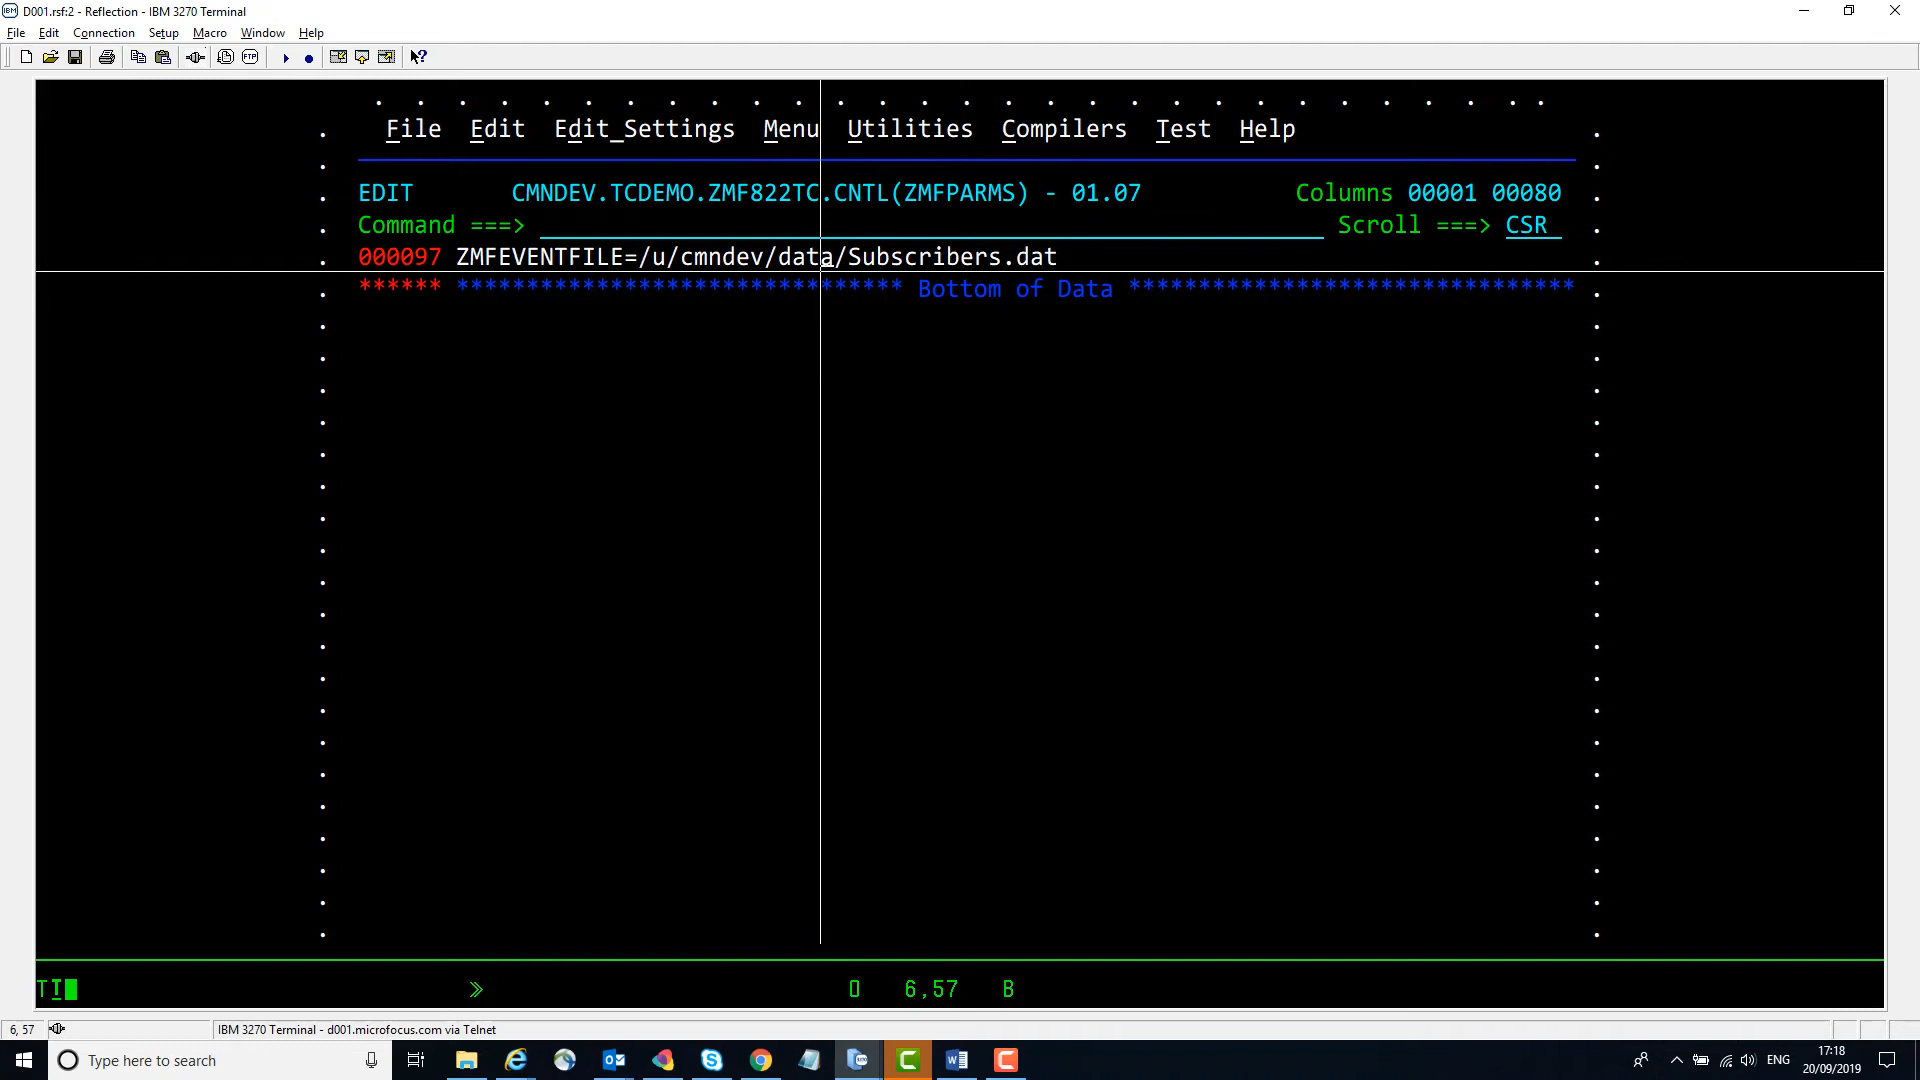 D001.rsf:2 - Reflection - IBM 3270 Terminal
File Edit Connection Setup Macro Window Help
File Edit Edit_Settings Menu Utilities Compilers Test Help
EDIT CMNDEV.TCDEMO.ZMF822TC.CNTL(ZMFPARMS) - 01.07 Columns 00001 00080
Command ===> Scroll ===> CSR
000097 ZMFEVENTFILE=/u/cmndev/data/Subscribers.dat
****** ******************************** Bottom of Data ********************************
TI » O 6,57 B
6, 57 IBM 3270 Terminal - d001.microfocus.com via Telnet
Type here to search ENG 17:18
20/09/2019